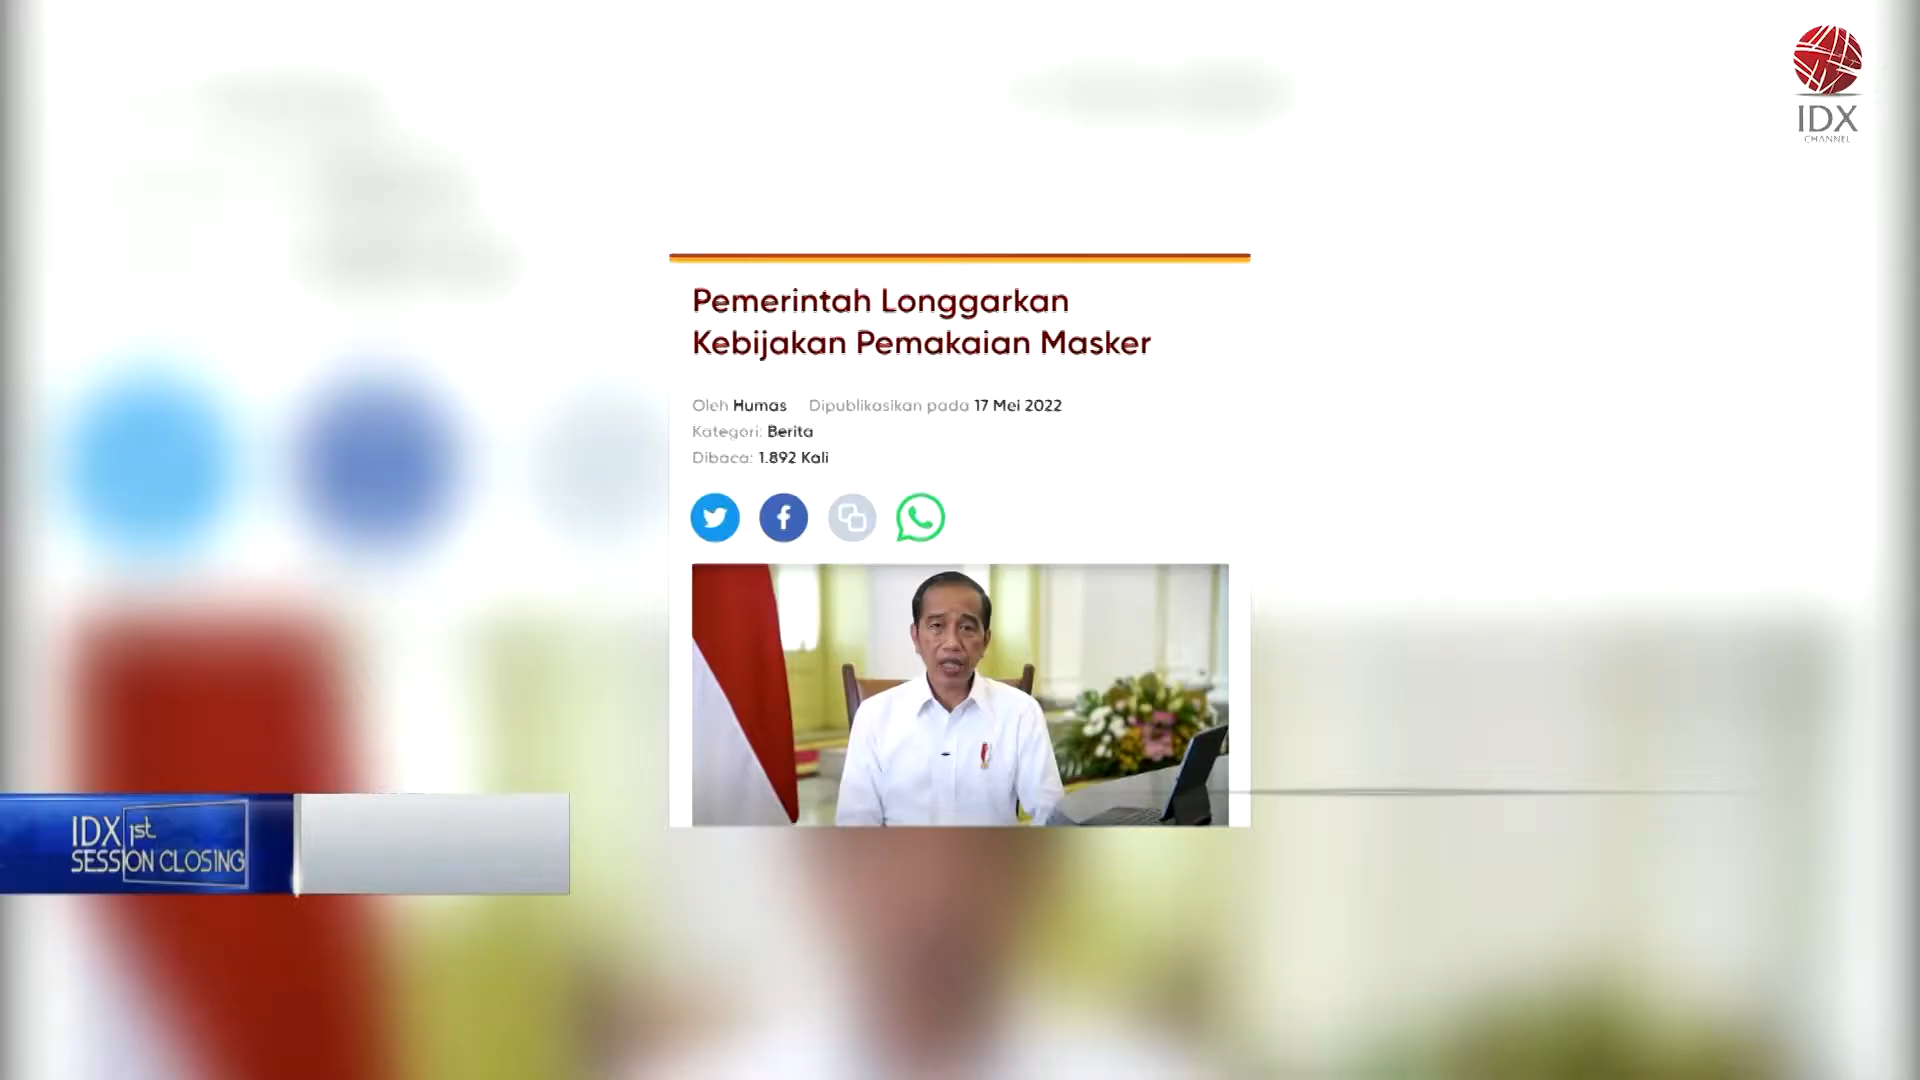 IDX
CHANNEL
Pemerintah Longgarkan
Kebijakan Pemakaian Masker
Oleh Humas Dipublikasikan pada 17 Mei 2022
Kategori: Berita
Dibaca: 1.892 Kali
IDX 1st
SESSION CLOSING